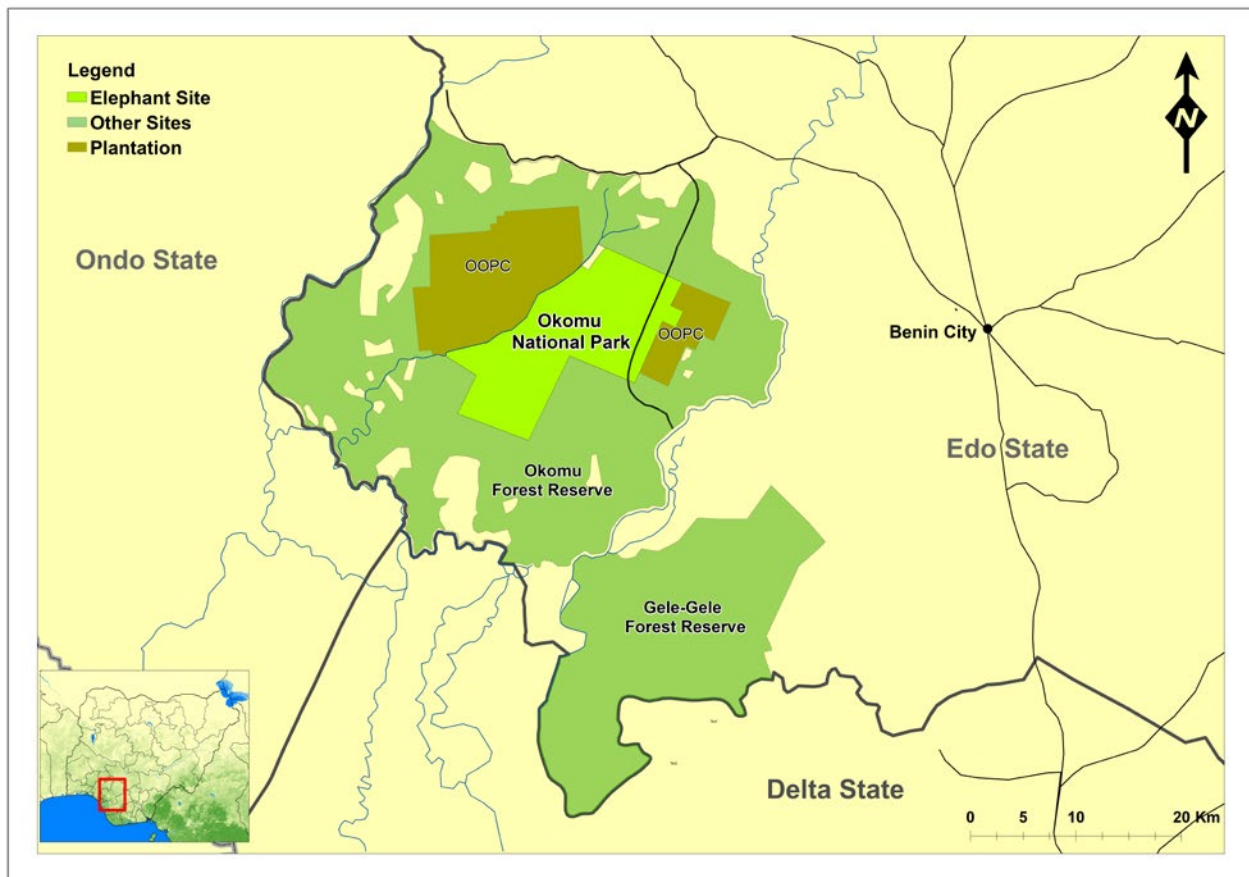 Legend
Elephant Site
Other Sites
Plantation
N
Ondo State
OOPC
Okomu
National Park
OOPC
Benin City
Edo State
Okomu
Forest Reserve
Gele-Gele
Forest Reserve
Delta State
0 5 10 20 Km